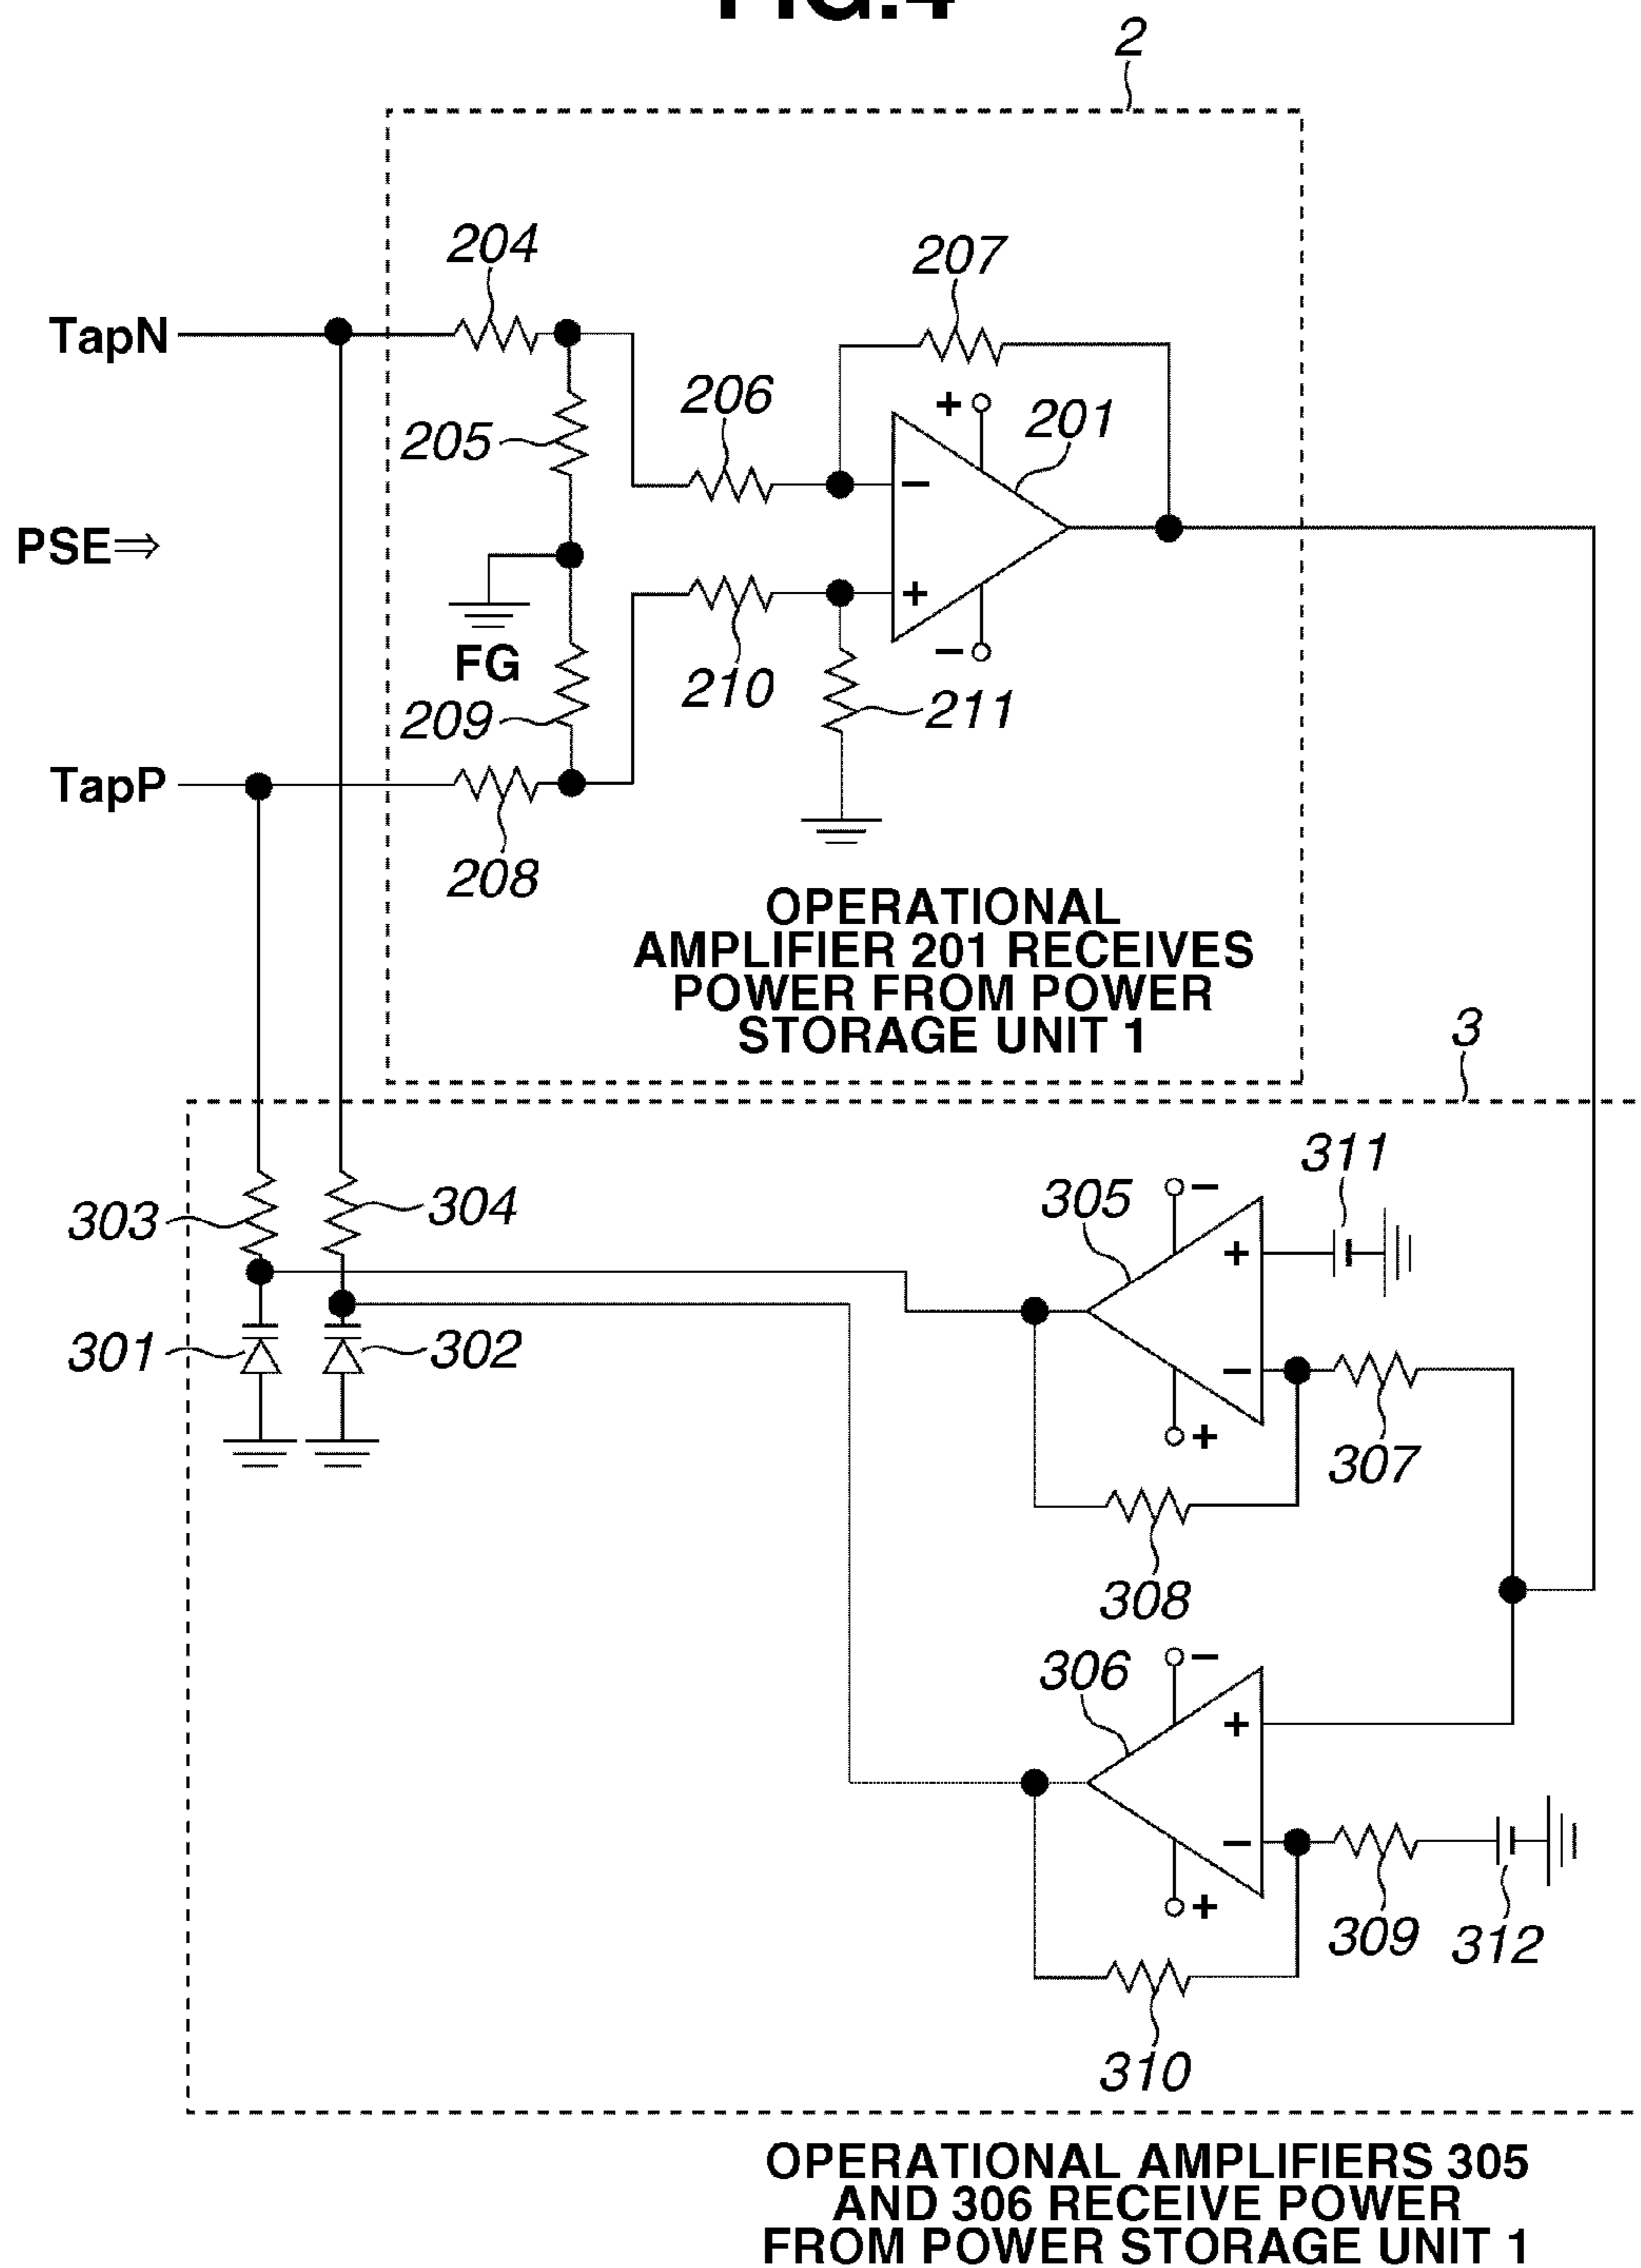 FIG.4
2
204
207
TapN
206
+
201
205
−
PSE⇒
+
FG
−
210
209
211
TapP
208
OPERATIONAL
AMPLIFIER 201 RECEIVES
POWER FROM POWER
STORAGE UNIT 1
3
311
305
−
303
304
+
301
302
−
+
307
308
306
−
+
−
+
309
312
310
OPERATIONAL AMPLIFIERS 305
AND 306 RECEIVE POWER
FROM POWER STORAGE UNIT 1